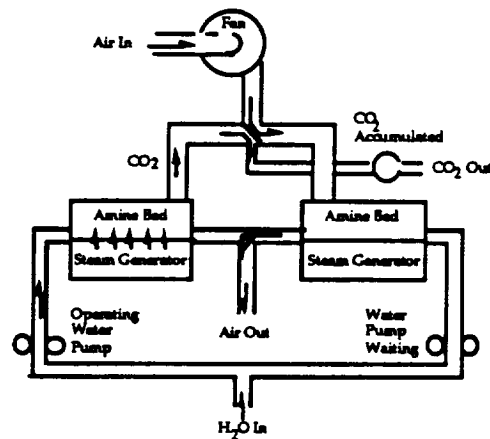 Fan
Air In
CO2
Accumulated
CO2
CO2 Out
Amine Bed
Amine Bed
Steam Generator
Steam Generator
Operating
Water
Pump
Air Out
Water
Pump
Waiting
H2O In